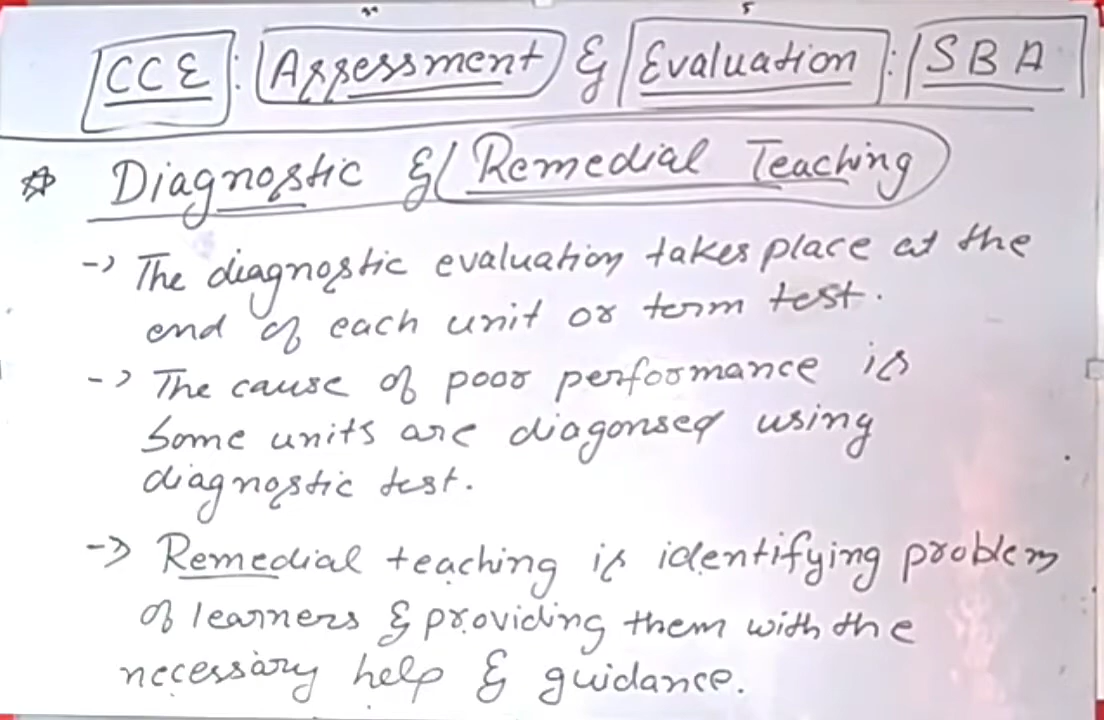 CCE : Assessment & Evaluation : SBA
Diagnostic & Remedial Teaching
-> The diagnostic evaluation takes place at the
end of each unit or term test.
-> The cause of poor performance is
some units are diagonsed using
diagnostic test.
-> Remedial teaching is identifying problem
of learners & providing them with the
necessary help & guidance.